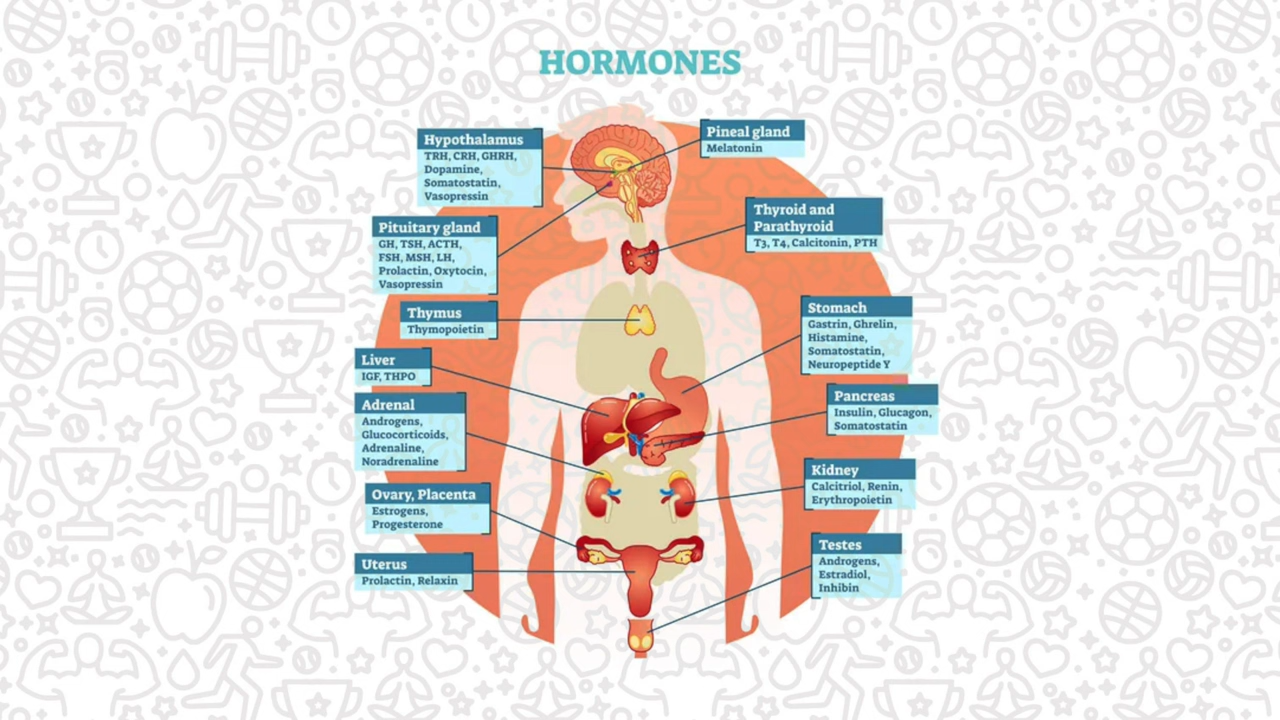 HORMONES
Hypothalamus
TRH, CRH, GHRH,
Dopamine,
Somatostatin,
Vasopressin
Pituitary gland
GH, TSH, ACTH,
FSH, MSH, LH,
Prolactin, Oxytocin,
Vasopressin
Thymus
Thymopoietin
Liver
IGF, THPO
Adrenal
Androgens,
Glucocorticoids,
Adrenaline,
Noradrenaline
Ovary, Placenta
Estrogens,
Progesterone
Uterus
Prolactin, Relaxin
Pineal gland
Melatonin
Thyroid and
Parathyroid
T3, T4, Calcitonin, PTH
Stomach
Gastrin, Ghrelin,
Histamine,
Somatostatin,
Neuropeptide Y
Pancreas
Insulin, Glucagon,
Somatostatin
Kidney
Calcitriol, Renin,
Erythropoietin
Testes
Androgens,
Estradiol,
Inhibin